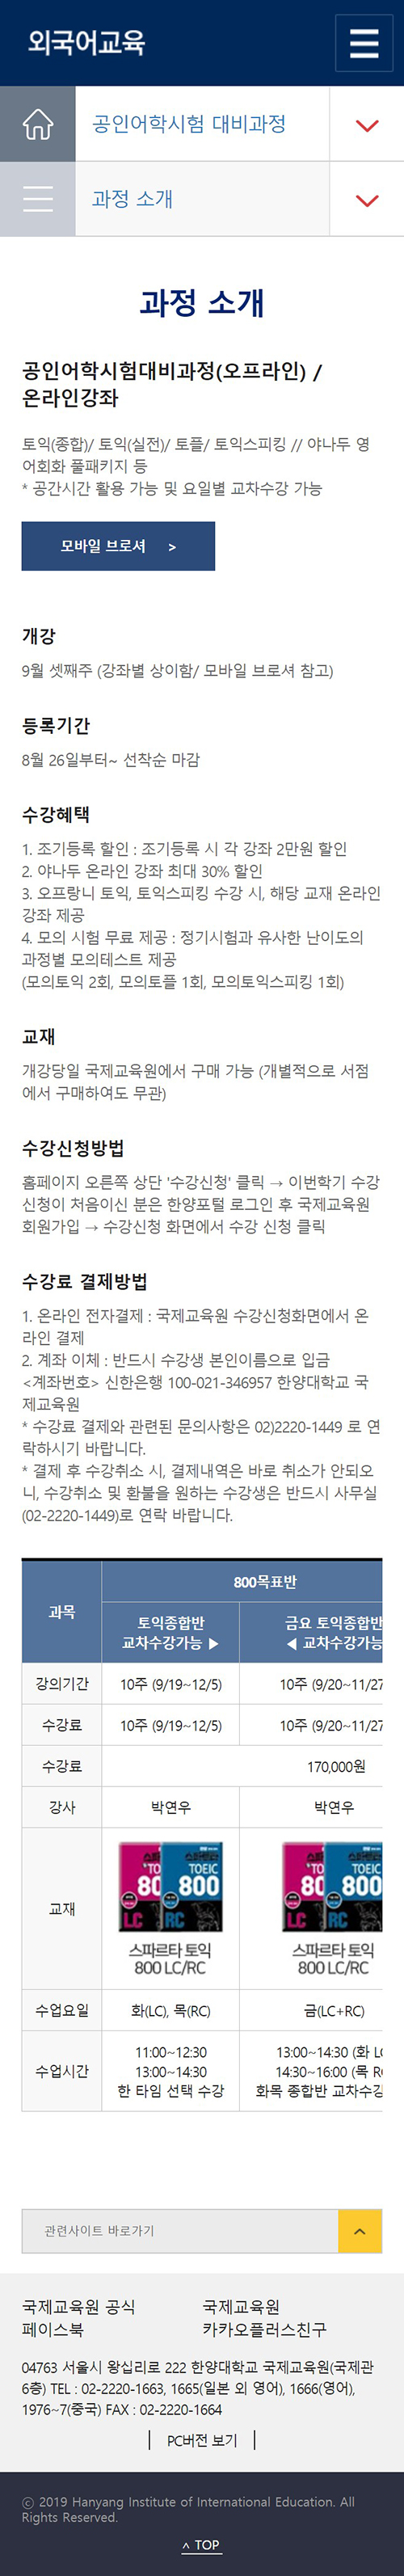 외국어교육
공인어학시험 대비과정
과정 소개
과정 소개
공인어학시험대비과정(오프라인) /
온라인강좌
토익(종합)/ 토익(실전)/ 토플/ 토익스피킹 // 야나두 영
어회화 풀패키지 등
* 공간시간 활용 가능 및 요일별 교차수강 가능
모바일 브로셔 >
개강
9월 셋째주 (강좌별 상이함/ 모바일 브로셔 참고)
등록기간
8월 26일부터~ 선착순 마감
수강혜택
1. 조기등록 할인 : 조기등록 시 각 강좌 2만원 할인
2. 야나두 온라인 강좌 최대 30% 할인
3. 오프랑니 토익, 토익스피킹 수강 시, 해당 교재 온라인
강좌 제공
4. 모의 시험 무료 제공 : 정기시험과 유사한 난이도의
과정별 모의테스트 제공
(모의토익 2회, 모의토플 1회, 모의토익스피킹 1회)
교재
개강당일 국제교육원에서 구매 가능 (개별적으로 서점
에서 구매하여도 무관)
수강신청방법
홈페이지 오른쪽 상단 '수강신청' 클릭 → 이번학기 수강
신청이 처음이신 분은 한양포털 로그인 후 국제교육원
회원가입 → 수강신청 화면에서 수강 신청 클릭
수강료 결제방법
1. 온라인 전자결제 : 국제교육원 수강신청화면에서 온
라인 결제
2. 계좌 이체 : 반드시 수강생 본인이름으로 입금
<계좌번호> 신한은행 100-021-346957 한양대학교 국
제교육원
* 수강료 결제와 관련된 문의사항은 02)2220-1449 로 연
락하시기 바랍니다.
* 결제 후 수강취소 시, 결제내역은 바로 취소가 안되오
니, 수강취소 및 환불을 원하는 수강생은 반드시 사무실
(02-2220-1449)로 연락 바랍니다.
과목 800목표반
토익종합반 금요 토익종합반
교차수강가능 ▶ ◀ 교차수강가능
강의기간 10주 (9/19~12/5) 10주 (9/20~11/27
수강료 10주 (9/19~12/5) 10주 (9/20~11/27
수강료 170,000원
강사 박연우 박연우
스파르타 토익 TOEIC 800 LC RC
교재
스파르타 토익 스파르타 토익
800 LC/RC 800 LC/RC
수업요일 화(LC), 목(RC) 금(LC+RC)
수업시간
11:00~12:30 13:00~14:30 (화 LC
13:00~14:30 14:30~16:00 (목 RC
한 타임 선택 수강 화목 종합반 교차수강
관련사이트 바로가기
국제교육원 공식 국제교육원
페이스북 카카오플러스친구
04763 서울시 왕십리로 222 한양대학교 국제교육원(국제관
6층) TEL : 02-2220-1663, 1665(일본 외 영어), 1666(영어),
1976~7(중국) FAX : 02-2220-1664
PC버전 보기
ⓒ 2019 Hanyang Institute of International Education. All
Rights Reserved.
^ TOP